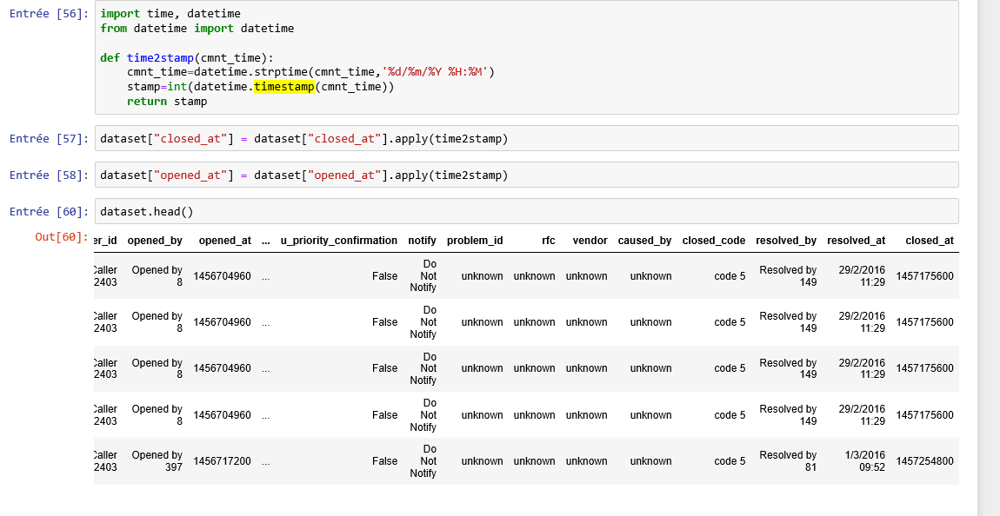 Entrée [56]: import time, datetime
from datetime import datetime
def time2stamp(cmnt_time):
cmnt_time=datetime.strptime(cmnt_time,'%d/%m/%Y %H:%M')
stamp=int(datetime.timestamp(cmnt_time))
return stamp
Entrée [57]: dataset["closed_at"] = dataset["closed_at"].apply(time2stamp)
Entrée [58]: dataset["opened_at"] = dataset["opened_at"].apply(time2stamp)
Entrée [60]: dataset.head()
Out[60]: er_id opened_by opened_at ... u_priority_confirmation notify problem_id rfc vendor caused_by closed_code resolved_by resolved_at closed_at
Caller 2403 Opened by 8 1456704960 ... False Do Not Notify unknown unknown unknown unknown code 5 Resolved by 149 29/2/2016 11:29 1457175600
Caller 2403 Opened by 8 1456704960 ... False Do Not Notify unknown unknown unknown unknown code 5 Resolved by 149 29/2/2016 11:29 1457175600
Caller 2403 Opened by 8 1456704960 ... False Do Not Notify unknown unknown unknown unknown code 5 Resolved by 149 29/2/2016 11:29 1457175600
Caller 2403 Opened by 8 1456704960 ... False Do Not Notify unknown unknown unknown unknown code 5 Resolved by 149 29/2/2016 11:29 1457175600
Caller 2403 Opened by 397 1456717200 ... False Do Not Notify unknown unknown unknown unknown code 5 Resolved by 81 1/3/2016 09:52 1457254800